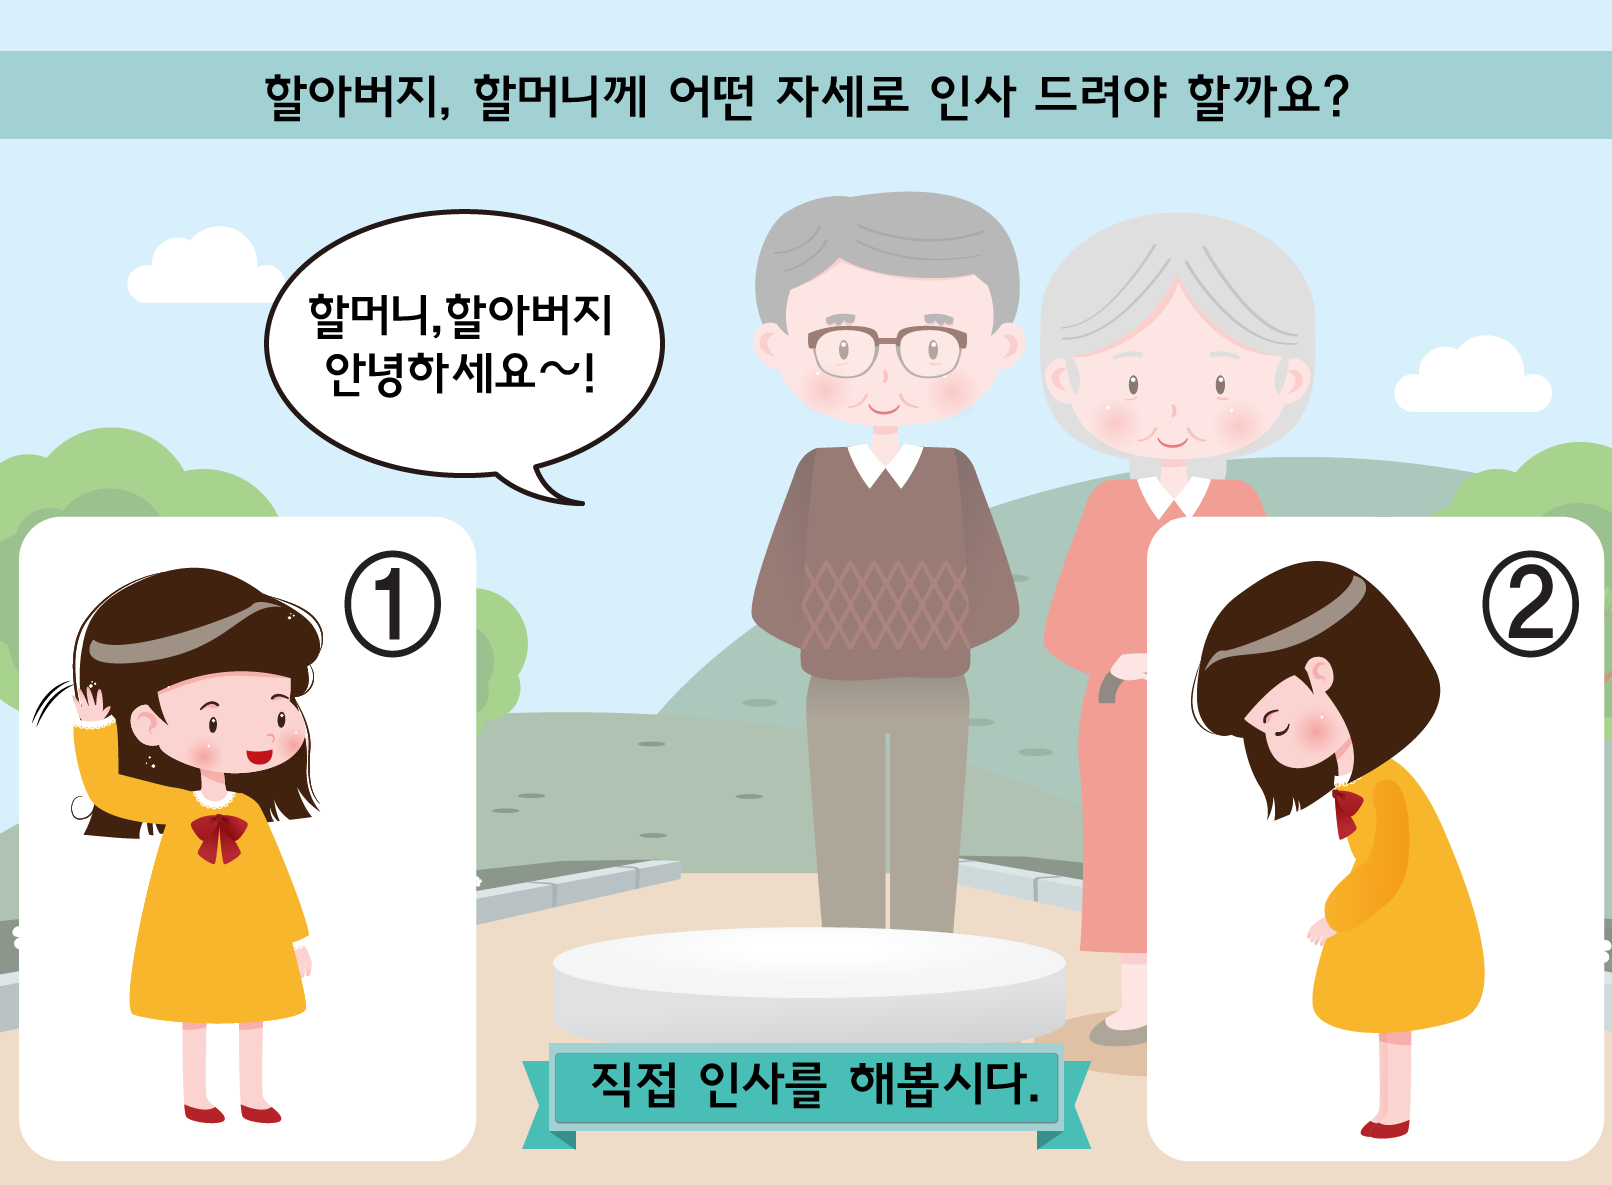 할아버지, 할머니께 어떤 자세로 인사 드려야 할까요?
할머니,할아버지
안녕하세요~!
①
②
직접 인사를 해봅시다.